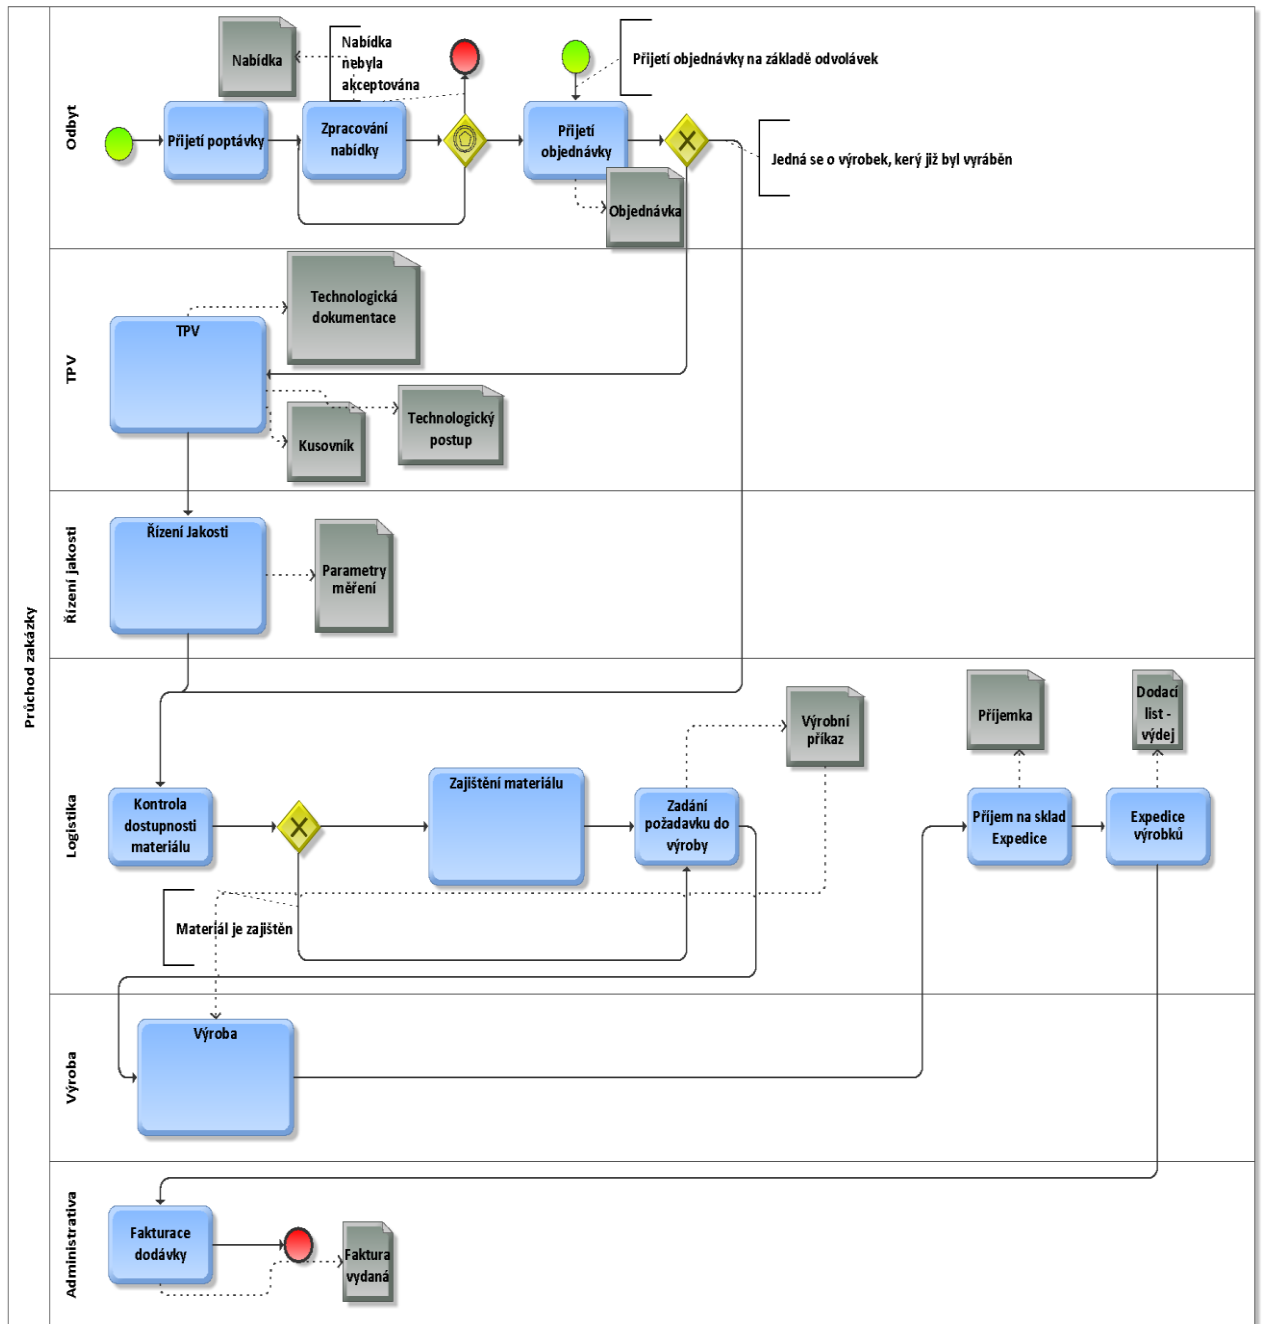 Průchod zakázky
Odbyt
Nabídka
Nabídka
nebyla
akceptována
Přijetí objednávky na základě odvolávek
Přijetí poptávky
Zpracování
nabídky
Přijetí
objednávky
Jedná se o výrobek, kerý již byl vyráběn
Objednávka
TPV
TPV
Technologická
dokumentace
Kusovník
Technologický
postup
Řízení jakosti
Řízení Jakosti
Parametry
měření
Logistika
Výrobní
příkaz
Příjemka
Dodací
list -
výdej
Kontrola
dostupnosti
materiálu
Zajištění materiálu
Zadání
požadavku do
výroby
Příjem na sklad
Expedice
Expedice
výrobků
Materiál je zajištěn
Výroba
Výroba
Administrativa
Fakturace
dodávky
Faktura
vydaná